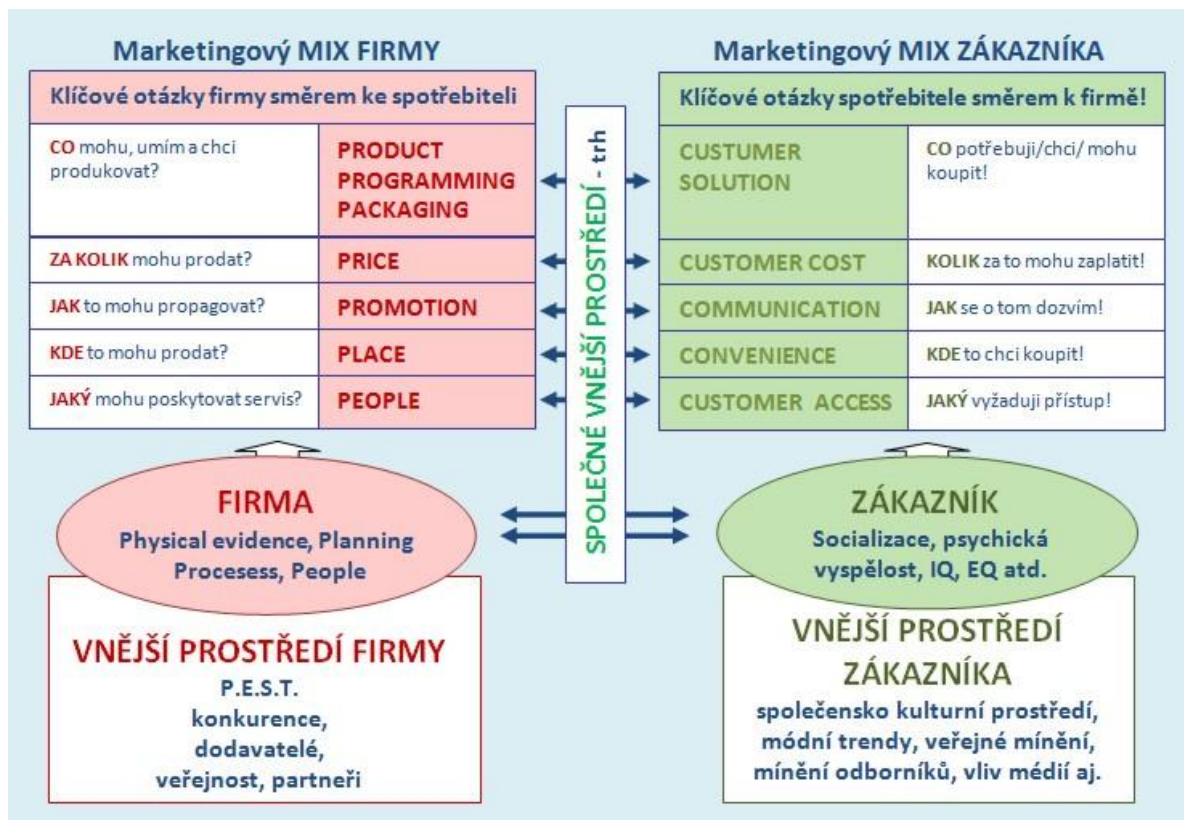 Marketingový MIX FIRMY
Klíčové otázky firmy směrem ke spotřebiteli
CO mohu, umím a chci
produkovat?
PRODUCT
PROGRAMMING
PACKAGING
ZA KOLIK mohu prodat?
PRICE
JAK to mohu propagovat?
PROMOTION
KDE to mohu prodat?
PLACE
JAKÝ mohu poskytovat servis?
PEOPLE
SPOLEČNÉ VNĚJŠÍ PROSTŘEDÍ - trh
Marketingový MIX ZÁKAZNÍKA
Klíčové otázky spotřebitele směrem k firmě!
CUSTUMER
SOLUTION
CO potřebuji/chci/ mohu
koupit!
CUSTOMER COST
KOLIK za to mohu zaplatit!
COMMUNICATION
JAK se o tom dozvím!
CONVENIENCE
KDE to chci koupit!
CUSTOMER ACCESS
JAKÝ vyžaduji přístup!
FIRMA
Physical evidence, Planning
Procesess, People
VNĚJŠÍ PROSTŘEDÍ FIRMY
P.E.S.T.
konkurence,
dodavatelé,
veřejnost, partneři
ZÁKAZNÍK
Socializace, psychická
vyspělost, IQ, EQ atd.
VNĚJŠÍ PROSTŘEDÍ
ZÁKAZNÍKA
společensko kulturní prostředí,
módní trendy, veřejné mínění,
mínění odborníků, vliv médií aj.